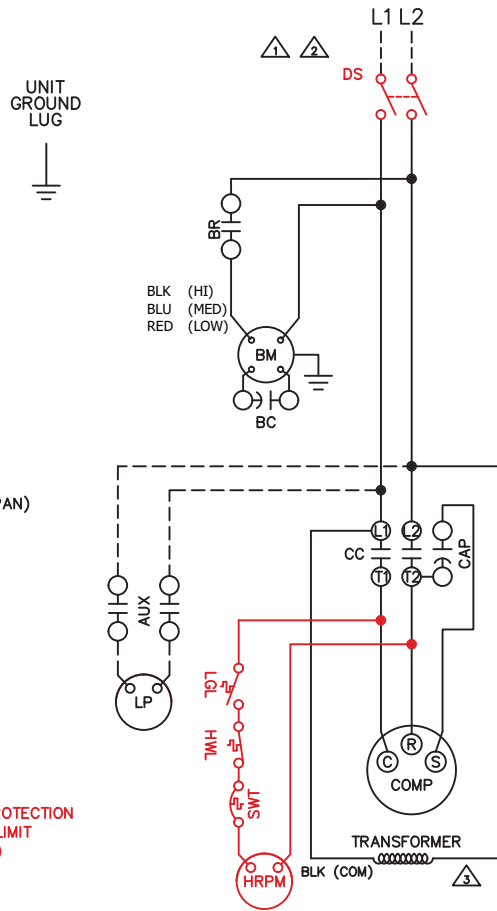 L1 L2
1 2
DS
UNIT
GROUND
LUG
BR
BLK (HI)
BLU (MED)
RED (LOW)
BM
BC
PAN)
L1 L2
CC
CAP
T1 T2
AUX
LP
LGL
HWL
SWT
R
C S
COMP
OTECTION
LIMIT
)
TRANSFORMER
BLK (COM)
3
HRPM